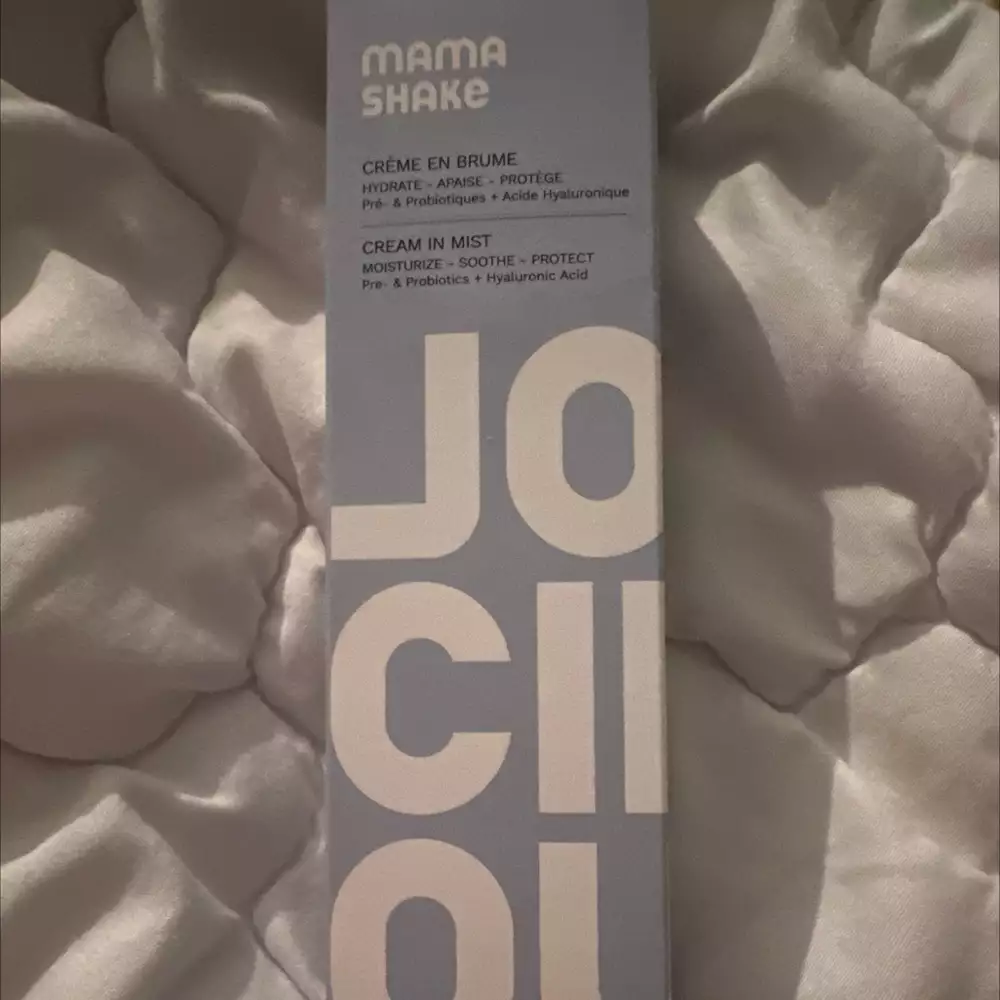 MAMA
SHAKE
CRÈME EN BRUME
HYDRATE - APAISE - PROTÈGE
Pré- & Probiotiques + Acide Hyaluronique
CREAM IN MIST
MOISTURIZE - SOOTHE - PROTECT
Pre- & Probiotics + Hyaluronic Acid
JO